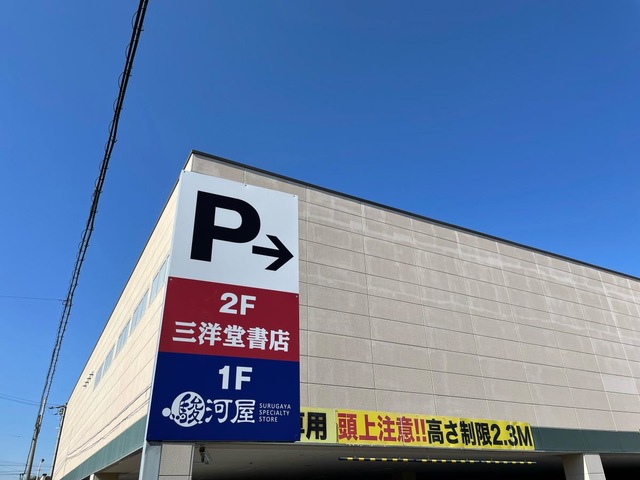 P→
2F
三洋堂書店
1F
駿河屋
SURUGAYA
SPECIALTY
STORE
専用 頭上注意!!高さ制限2.3M